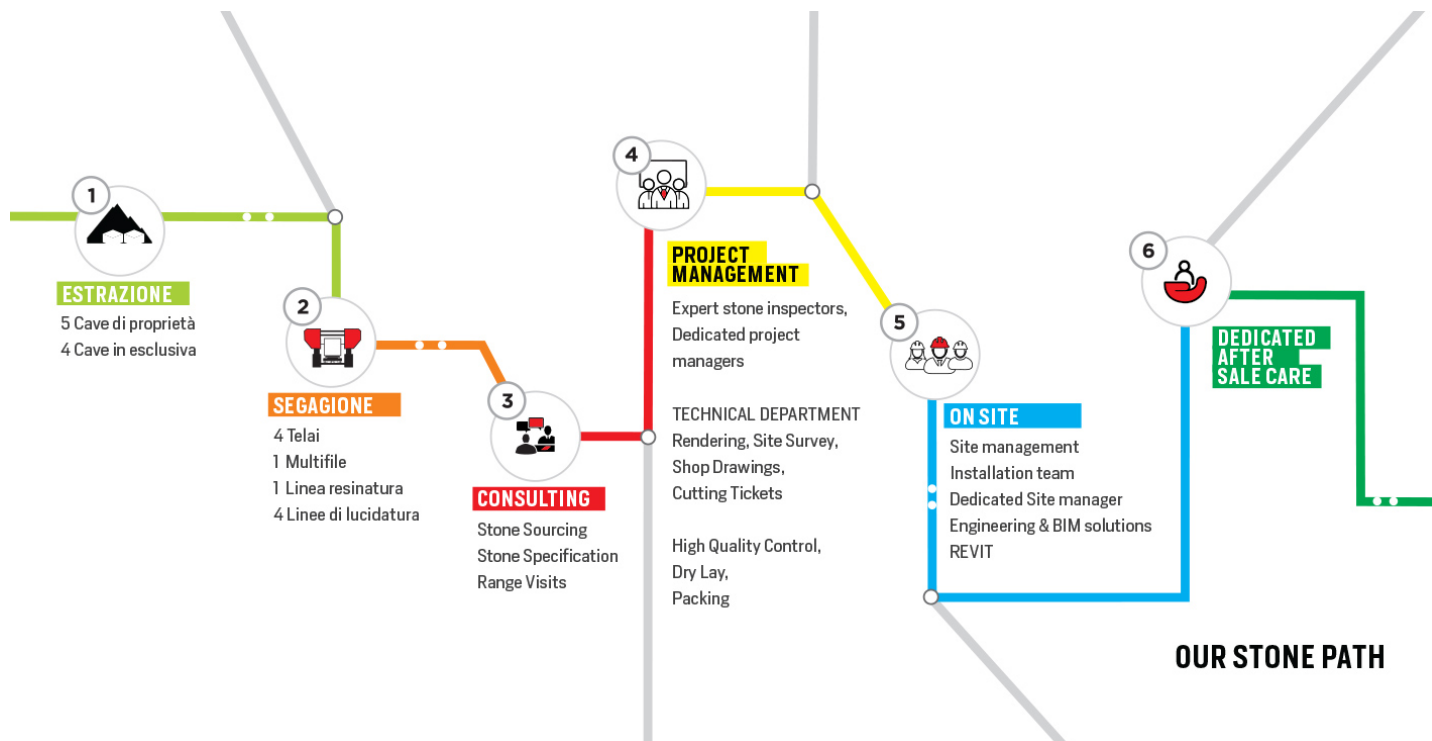 1
ESTRAZIONE
5 Cave di proprietà
4 Cave in esclusiva
2
SEGAGIONE
4 Telai
1 Multifile
1 Linea resinatura
4 Linee di lucidatura
3
CONSULTING
Stone Sourcing
Stone Specification
Range Visits
4
PROJECT
MANAGEMENT
Expert stone inspectors,
Dedicated project
managers
TECHNICAL DEPARTMENT
Rendering, Site Survey,
Shop Drawings,
Cutting Tickets
High Quality Control,
Dry Lay,
Packing
5
ON SITE
Site management
Installation team
Dedicated Site manager
Engineering & BIM solutions
REVIT
6
DEDICATED
AFTER
SALE CARE
OUR STONE PATH